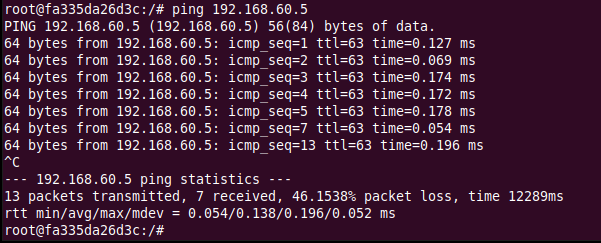 root@fa335da26d3c:/# ping 192.168.60.5
PING 192.168.60.5 (192.168.60.5) 56(84) bytes of data.
64 bytes from 192.168.60.5: icmp_seq=1 ttl=63 time=0.127 ms
64 bytes from 192.168.60.5: icmp_seq=2 ttl=63 time=0.069 ms
64 bytes from 192.168.60.5: icmp_seq=3 ttl=63 time=0.174 ms
64 bytes from 192.168.60.5: icmp_seq=4 ttl=63 time=0.172 ms
64 bytes from 192.168.60.5: icmp_seq=5 ttl=63 time=0.178 ms
64 bytes from 192.168.60.5: icmp_seq=7 ttl=63 time=0.054 ms
64 bytes from 192.168.60.5: icmp_seq=13 ttl=63 time=0.196 ms
^C
--- 192.168.60.5 ping statistics ---
13 packets transmitted, 7 received, 46.1538% packet loss, time 12289ms
rtt min/avg/max/mdev = 0.054/0.138/0.196/0.052 ms
root@fa335da26d3c:/#